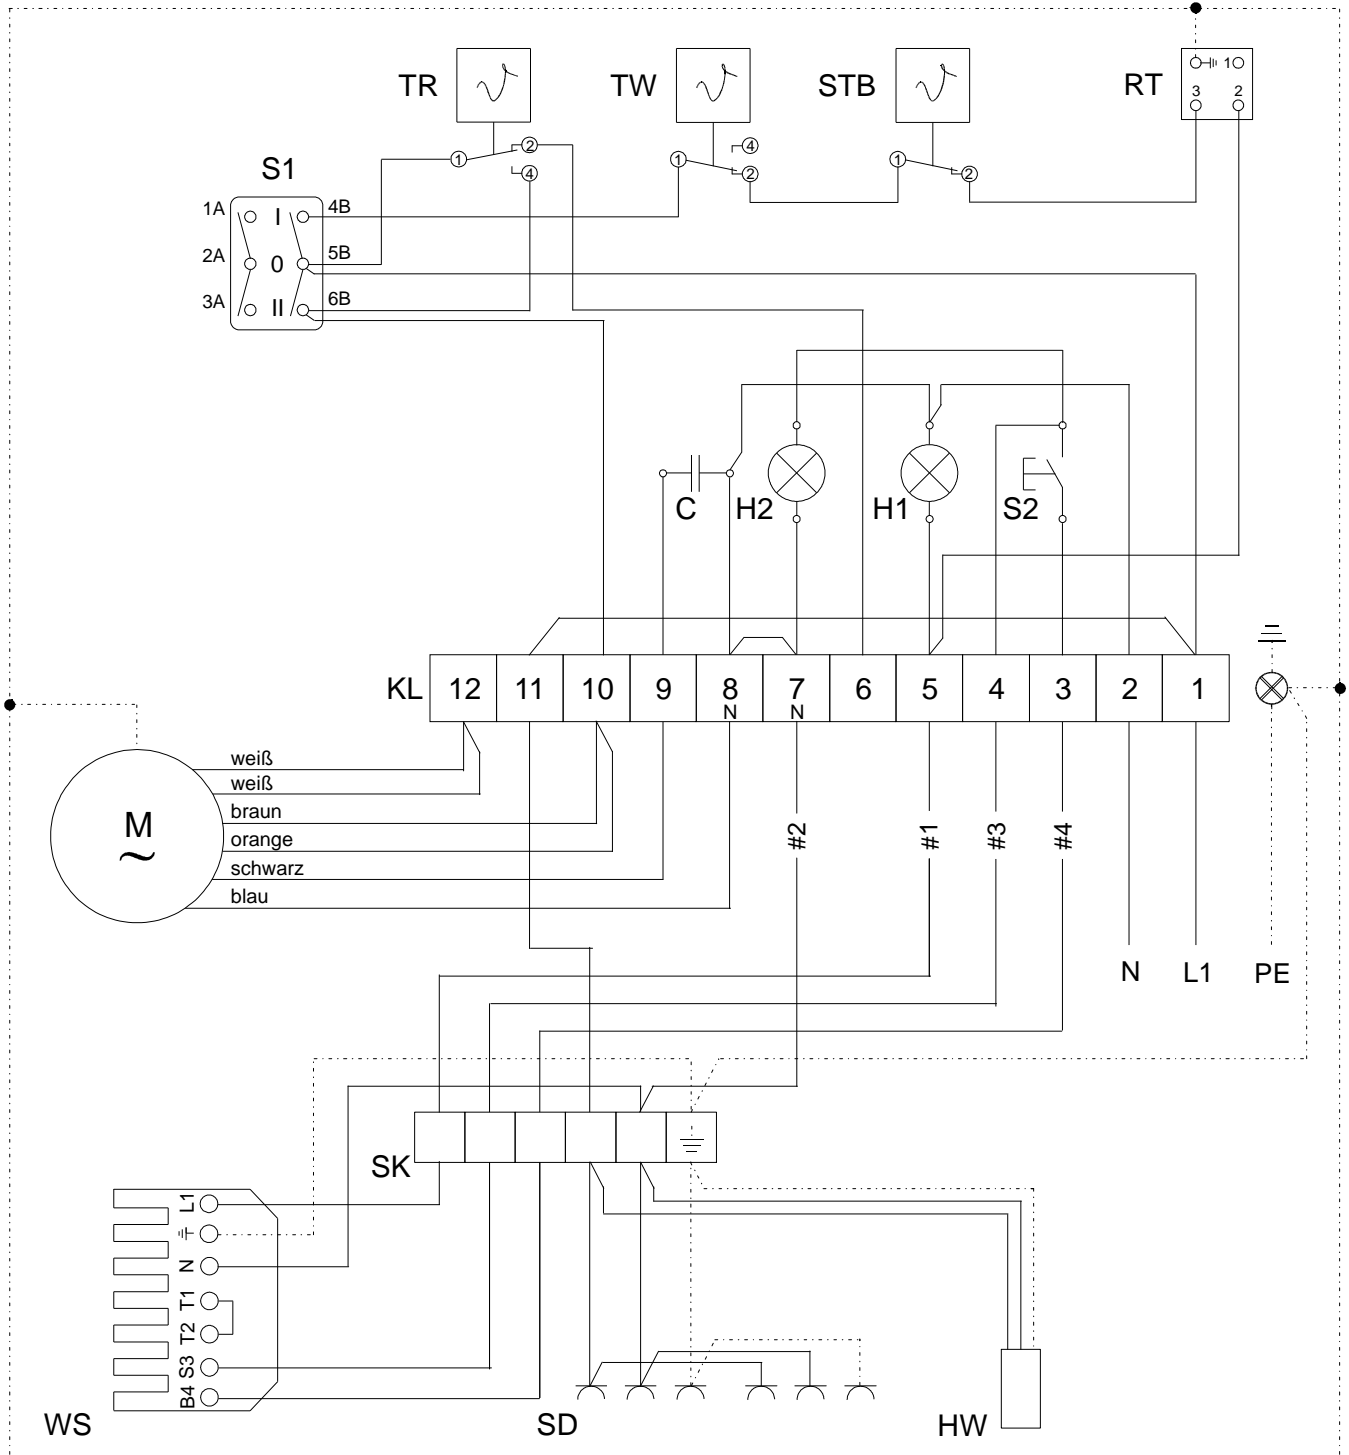 TR
TW
STB
RT
1
3 2
1 2 4
1 4 2
1 2
S1
1A I 4B
2A 0 5B
3A II 6B
C
H2
H1
S2
KL 12 11 10 9 8 7 6 5 4 3 2 1
N N
weiß
weiß
braun
orange
schwarz
blau
M
~
#2
#1
#3
#4
N
L1
PE
SK
L1
N
T1
T2
S3
B4
WS
SD
HW